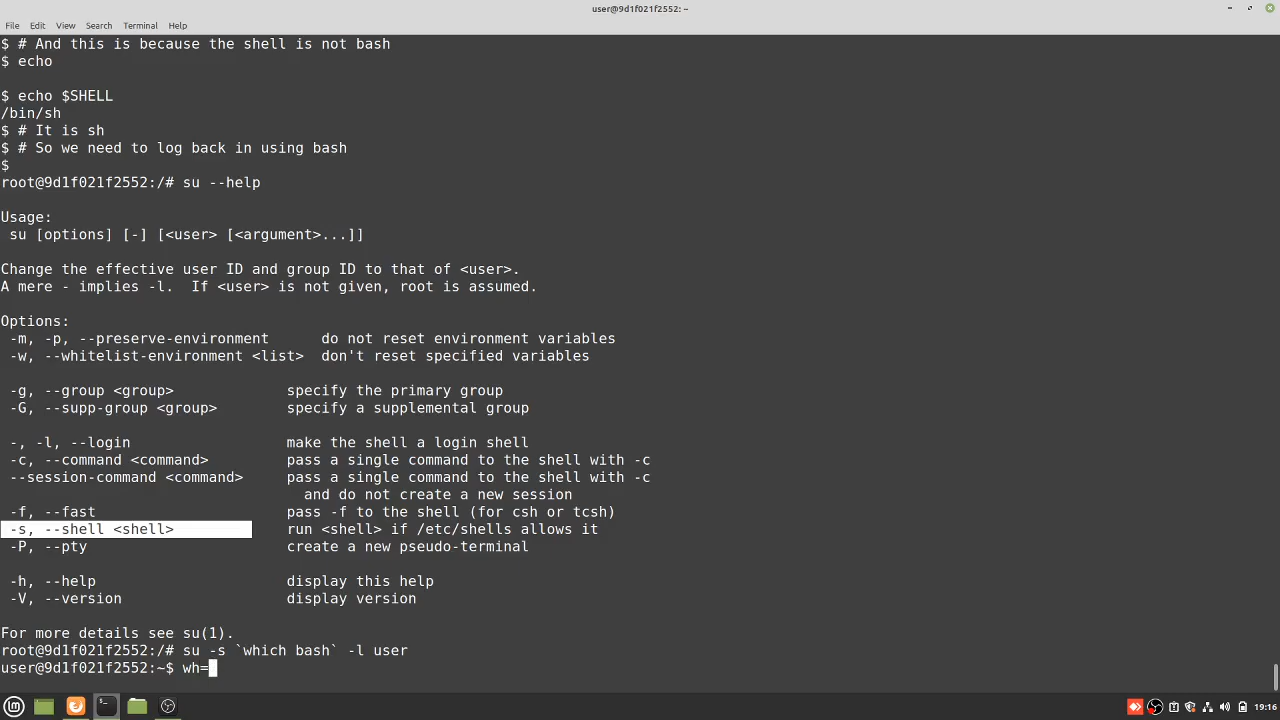 user@9d1f021f2552: ~
File Edit View Search Terminal Help
$ # And this is because the shell is not bash
$ echo
$ echo $SHELL
/bin/sh
$ # It is sh
$ # So we need to log back in using bash
$
root@9d1f021f2552:/# su --help
Usage:
 su [options] [-] [<user> [<argument>...]]
Change the effective user ID and group ID to that of <user>.
A mere - implies -l.  If <user> is not given, root is assumed.
Options:
 -m, -p, --preserve-environment      do not reset environment variables
 -w, --whitelist-environment <list>  don't reset specified variables
 -g, --group <group>             specify the primary group
 -G, --supp-group <group>        specify a supplemental group
 -, -l, --login                  make the shell a login shell
 -c, --command <command>         pass a single command to the shell with -c
 --session-command <command>     pass a single command to the shell with -c
                                   and do not create a new session
 -f, --fast                      pass -f to the shell (for csh or tcsh)
 -s, --shell <shell>             run <shell> if /etc/shells allows it
 -P, --pty                       create a new pseudo-terminal
 -h, --help                      display this help
 -V, --version                   display version
For more details see su(1).
root@9d1f021f2552:/# su -s `which bash` -l user
user@9d1f021f2552:~$ wh=
19:16